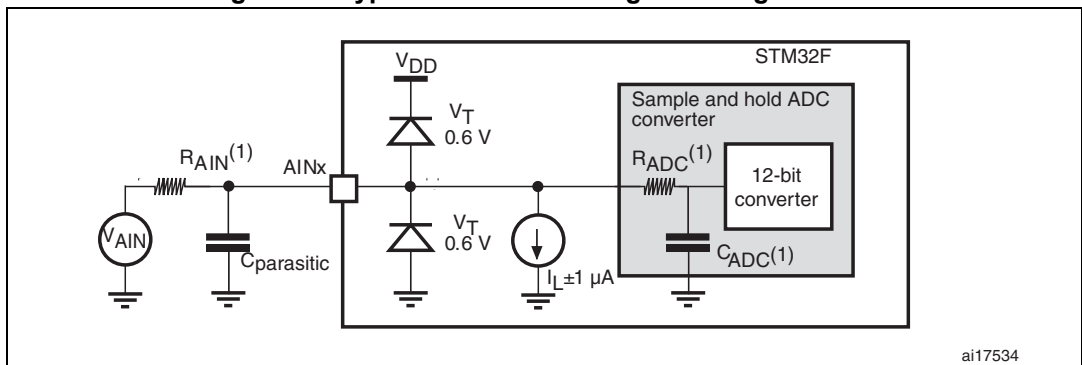 STM32F
VDD
Sample and hold ADC
converter
VT
0.6 V
RAIN(1)
AINx
RADC(1)
12-bit
converter
VAIN
Cparasitic
VT
0.6 V
IL±1 µA
CADC(1)
ai17534